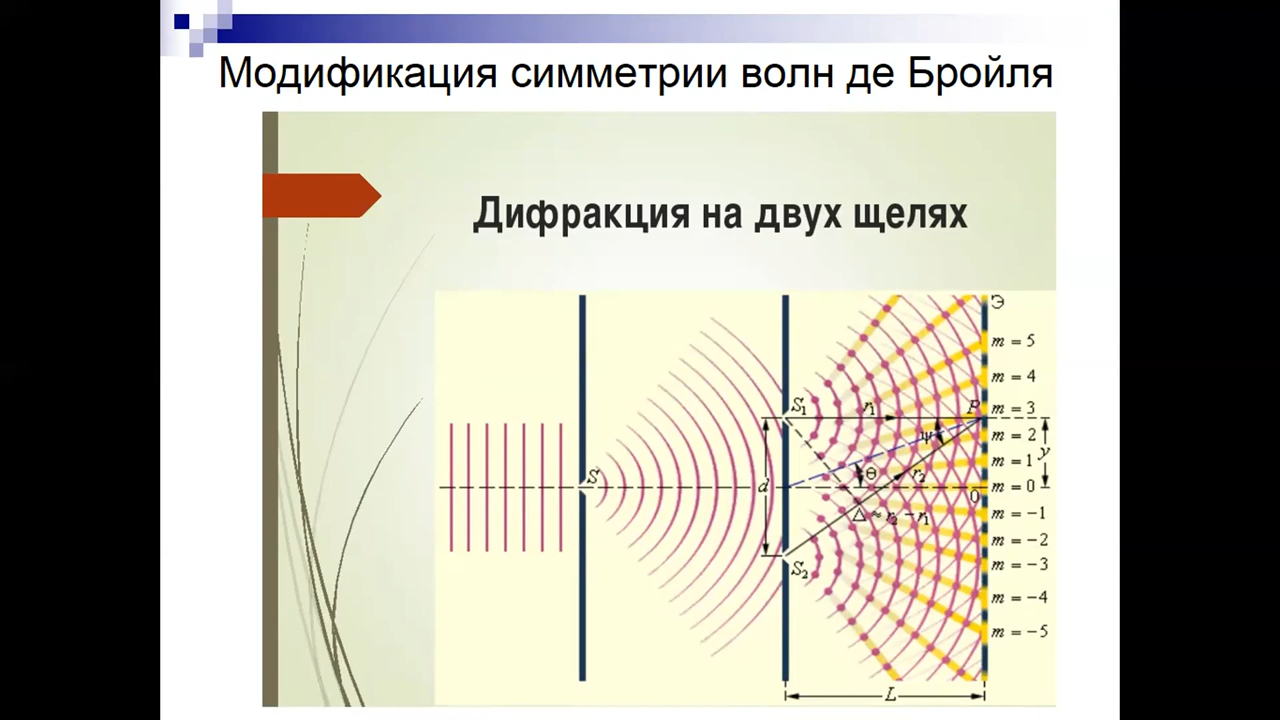 Модификация симметрии волн де Бройля
Дифракция на двух щелях
Э
m = 5
m = 4
m = 3
m = 2
m = 1
m = 0
m = −1
m = −2
m = −3
m = −4
m = −5
S
S₁
S₂
d
r₁
r₂
P
ψ
θ
0
y
Δ ≈ r₂ − r₁
L